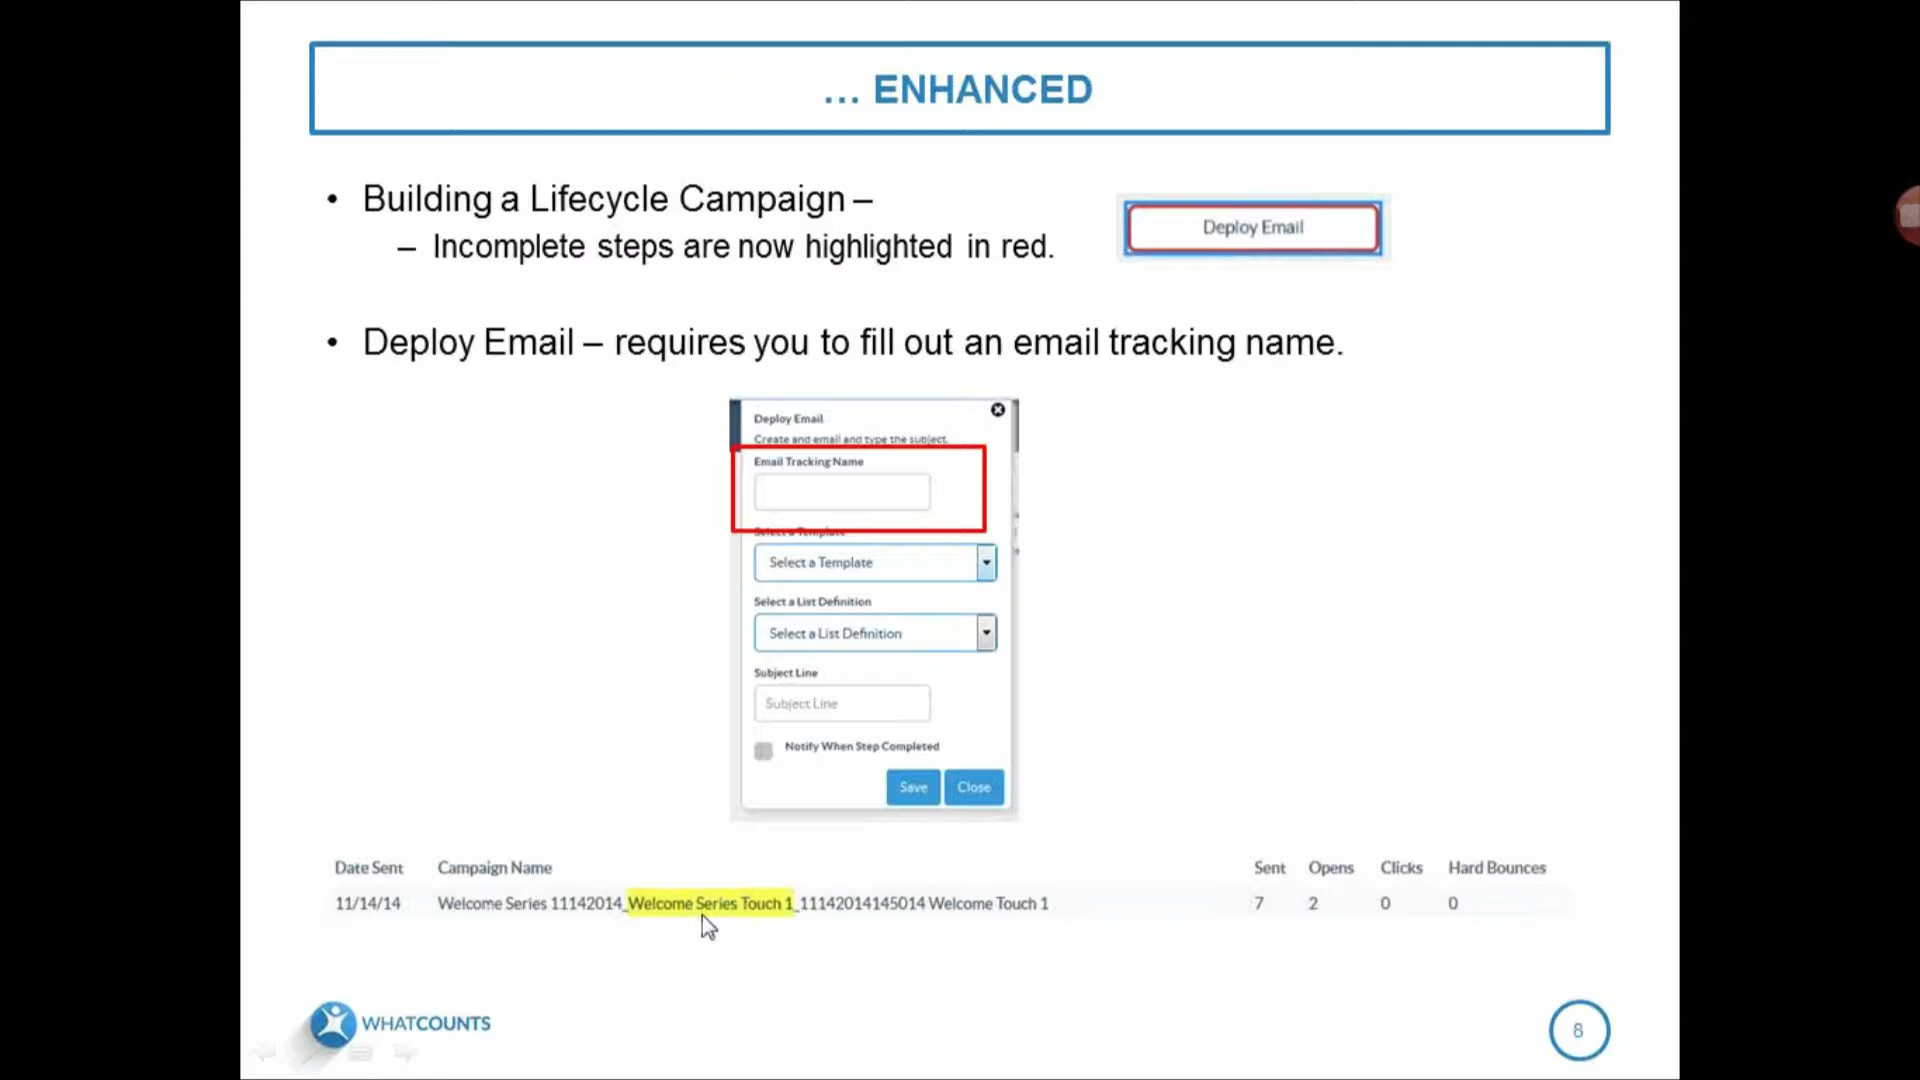 ... ENHANCED
• Building a Lifecycle Campaign –
– Incomplete steps are now highlighted in red.
Deploy Email
• Deploy Email – requires you to fill out an email tracking name.
Deploy Email
Create and email and type the subject.
Email Tracking Name
Select a Template
Select a Template
Select a List Definition
Select a List Definition
Subject Line
Subject Line
Notify When Step Completed
Save Close
Date Sent Campaign Name Sent Opens Clicks Hard Bounces
11/14/14 Welcome Series 11142014_Welcome Series Touch 1_11142014145014 Welcome Touch 1 7 2 0 0
WHATCOUNTS
8